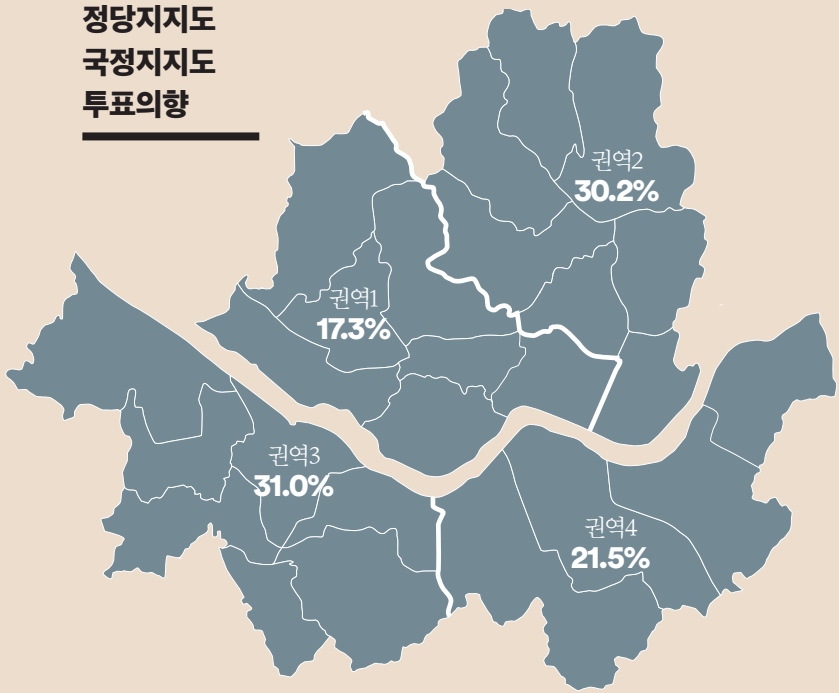 정당지지도
국정지지도
투표의향
권역2
30.2%
권역1
17.3%
권역3
31.0%
권역4
21.5%